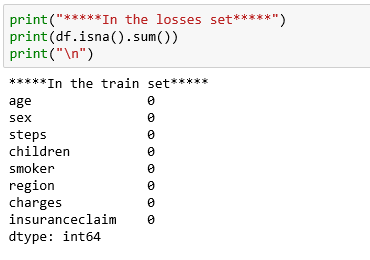 print("*****In the losses set*****")
print(df.isna().sum())
print("\n")
*****In the train set*****
age 0
sex 0
steps 0
children 0
smoker 0
region 0
charges 0
insuranceclaim 0
dtype: int64